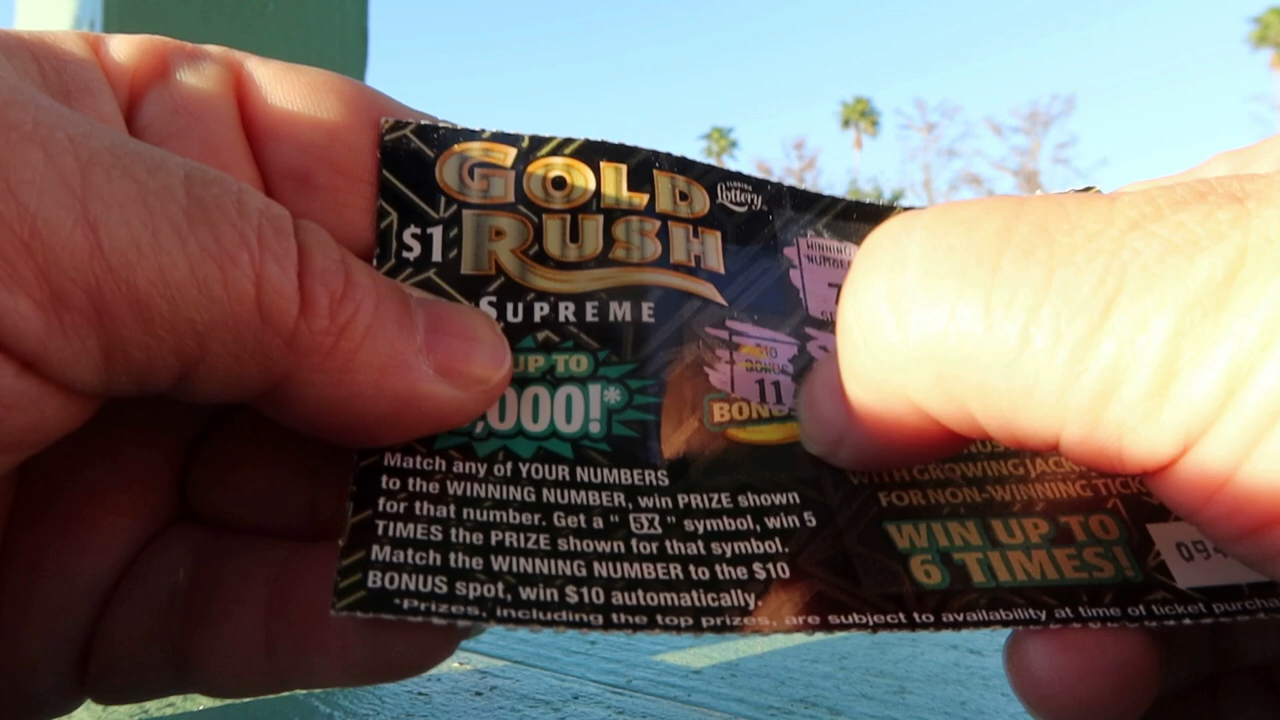 GOLD
FLORIDA
Lottery
$1 RUSH
SUPREME
WINNING
NUMBER
7
UP TO
,000!*
$10
BONUS
11
BONU
Match any of YOUR NUMBERS
to the WINNING NUMBER, win PRIZE shown
for that number. Get a “ 5X ” symbol, win 5
TIMES the PRIZE shown for that symbol.
Match the WINNING NUMBER to the $10
BONUS spot, win $10 automatically.
WITH GROWING JACK
FOR NON-WINNING TICK
WIN UP TO
6 TIMES!
094
*Prizes, including the top prizes, are subject to availability at time of ticket purcha